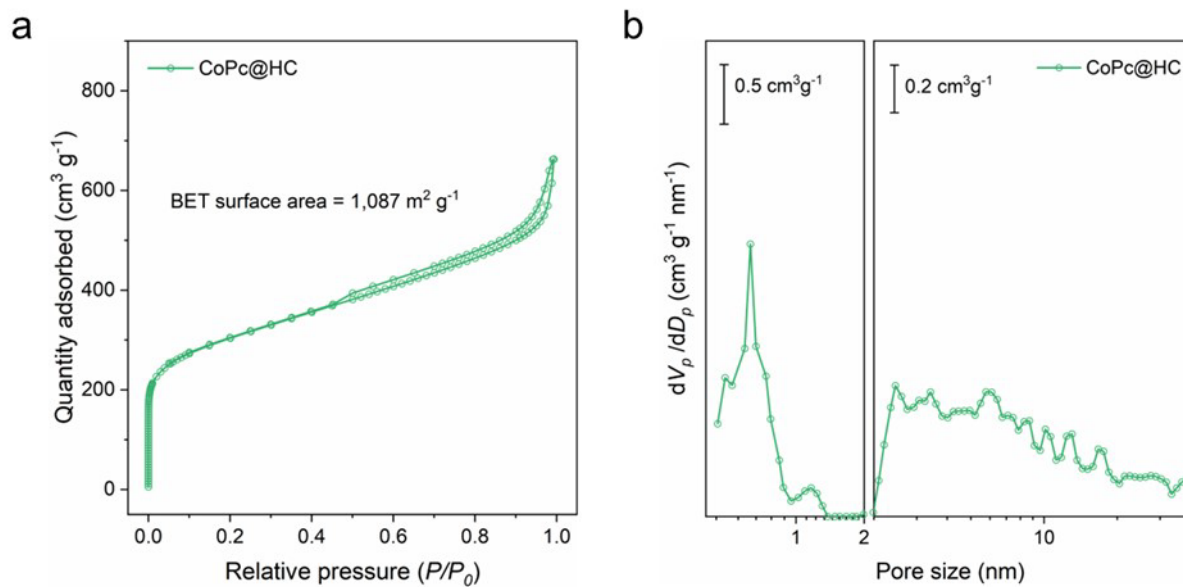 a
CoPc@HC
BET surface area = 1,087 m² g⁻¹
Quantity adsorbed (cm³ g⁻¹)
800
600
400
200
0
0.0 0.2 0.4 0.6 0.8 1.0
Relative pressure (P/P₀)
b
0.5 cm³g⁻¹
0.2 cm³g⁻¹
CoPc@HC
dVₚ/dDₚ (cm³ g⁻¹ nm⁻¹)
1 2 10
Pore size (nm)